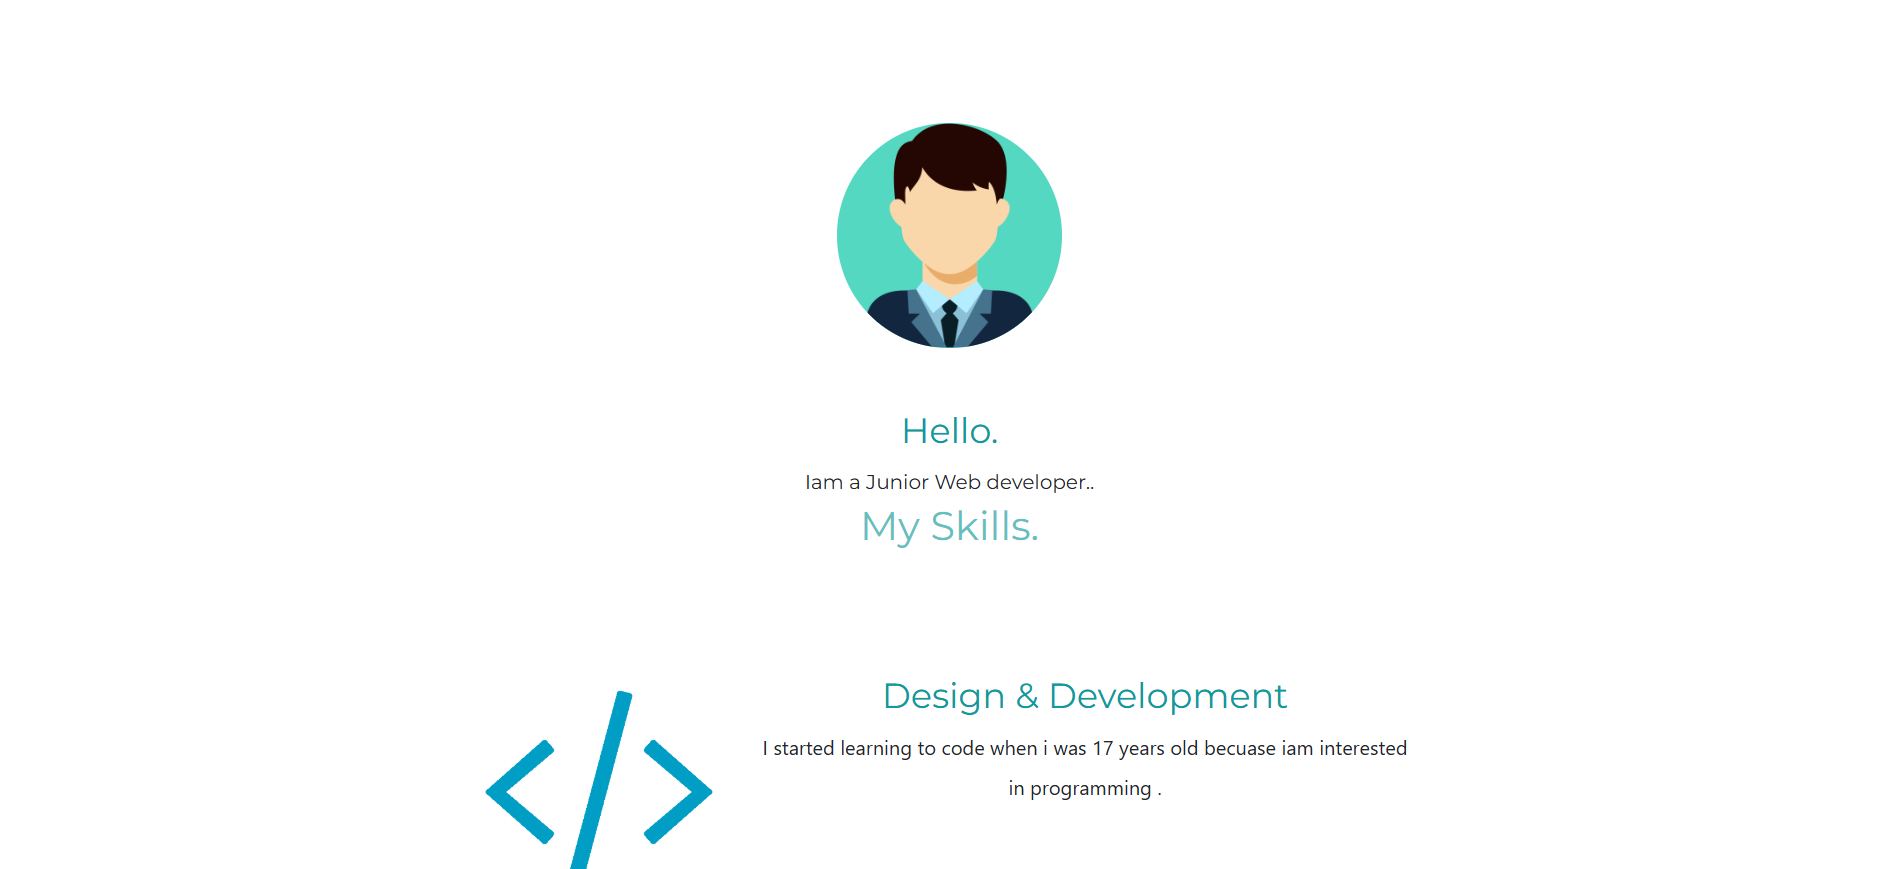 Hello.
Iam a Junior Web developer..
My Skills.
Design & Development
I started learning to code when i was 17 years old becuase iam interested
in programming .